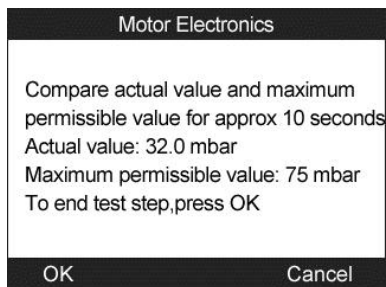 Motor Electronics
Compare actual value and maximum
permissible value for approx 10 seconds
Actual value: 32.0 mbar
Maximum permissible value: 75 mbar
To end test step,press OK
OK Cancel